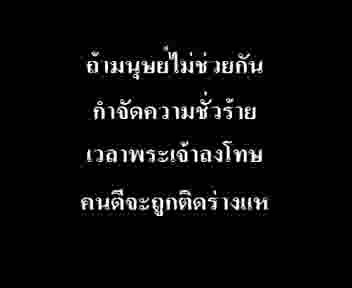 ถ้ามนุษย์ไม่ช่วยกัน
กำจัดความชั่วร้าย
เวลาพระเจ้าลงโทษ
คนดีจะถูกติดร่างแห